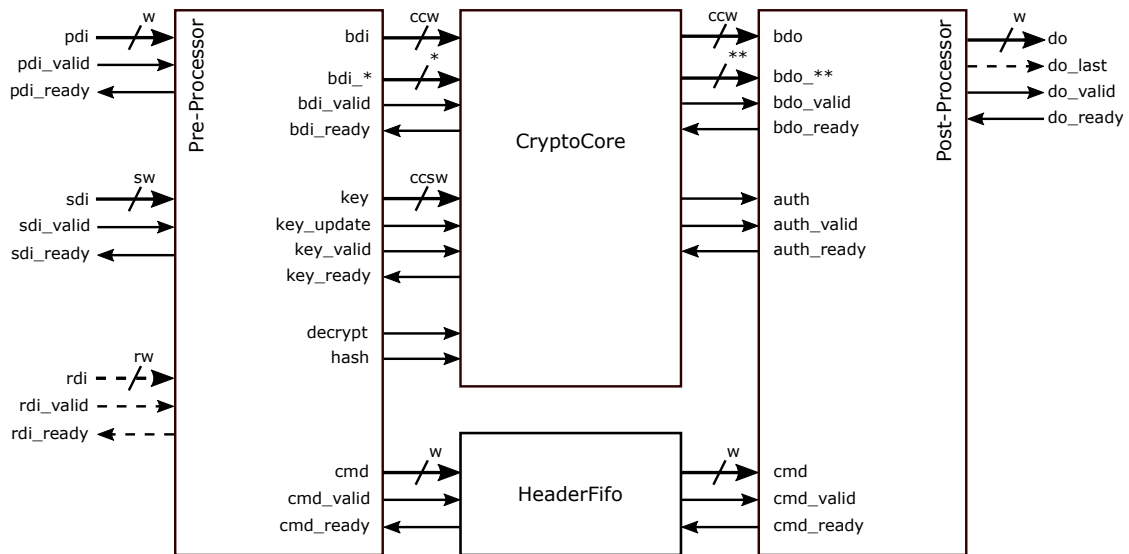 w
pdi
pdi_valid
pdi_ready
sw
sdi
sdi_valid
sdi_ready
rw
rdi
rdi_valid
rdi_ready
Pre-Processor
bdi
ccw
bdi_*
*
bdi_valid
bdi_ready
key
ccsw
key_update
key_valid
key_ready
decrypt
hash
cmd
w
cmd_valid
cmd_ready
CryptoCore
HeaderFifo
ccw
bdo
**
bdo_**
bdo_valid
bdo_ready
auth
auth_valid
auth_ready
w
cmd
cmd_valid
cmd_ready
Post-Processor
w
do
do_last
do_valid
do_ready